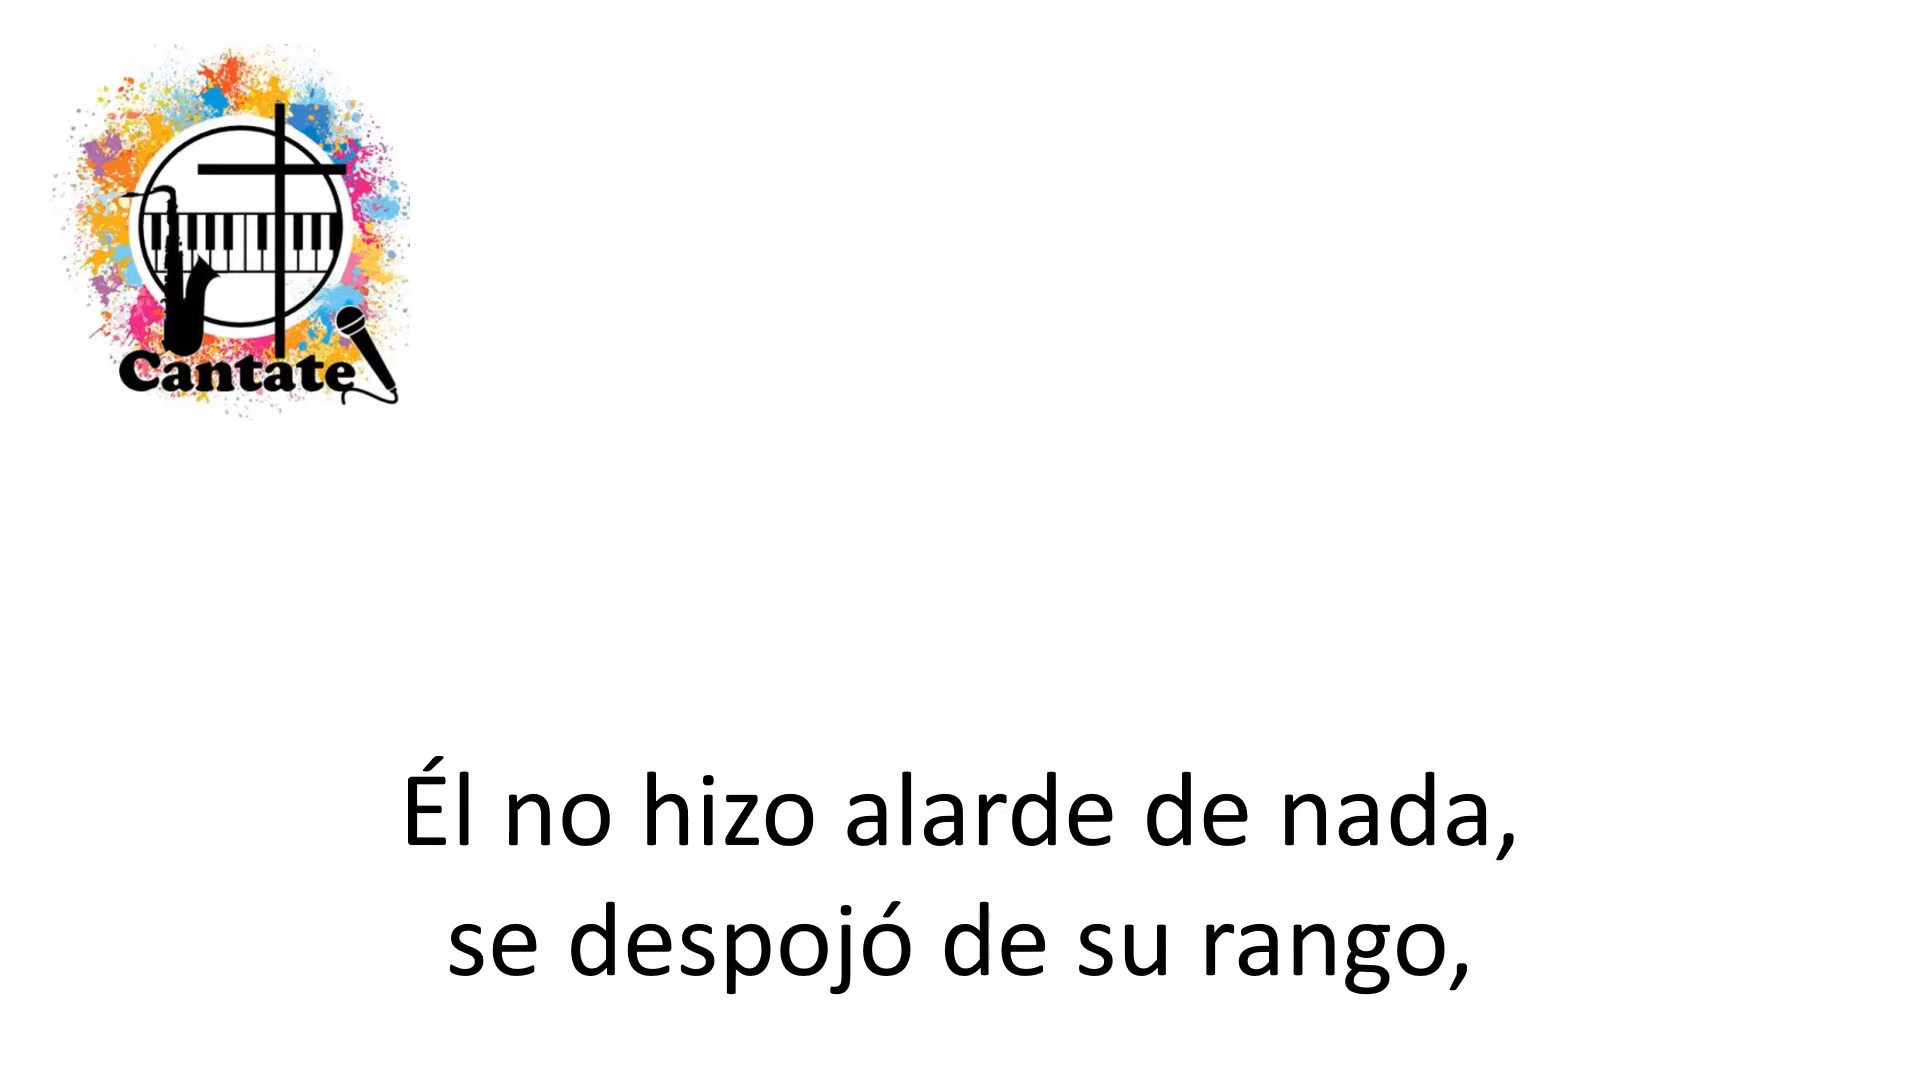 Cantate
Él no hizo alarde de nada,
se despojó de su rango,